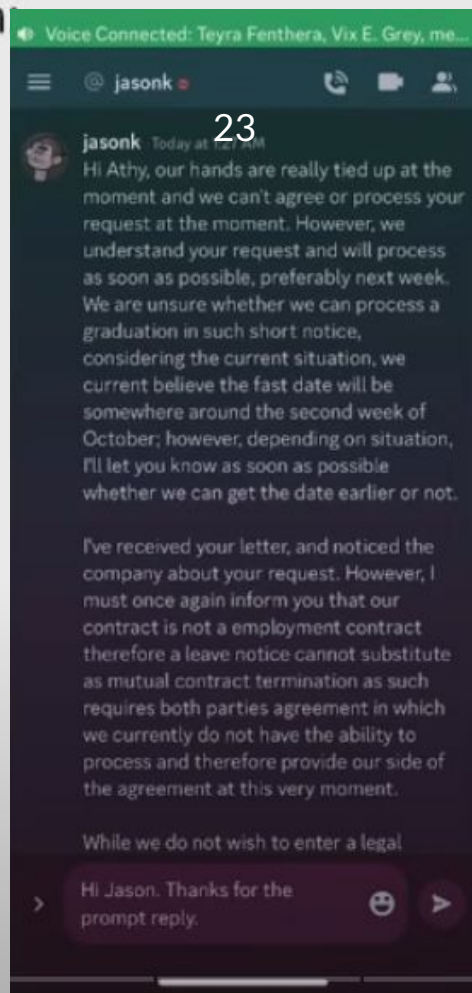 Voice Connected: Teyra Fenthera, Vix E. Grey, me...
@ jasonk
23
jasonk Today at 1:27 AM
Hi Athy, our hands are really tied up at the
moment and we can't agree or process your
request at the moment. However, we
understand your request and will process
as soon as possible, preferably next week.
We are unsure whether we can process a
graduation in such short notice,
considering the current situation, we
current believe the fast date will be
somewhere around the second week of
October; however, depending on situation,
I'll let you know as soon as possible
whether we can get the date earlier or not.
I've received your letter, and noticed the
company about your request. However, I
must once again inform you that our
contract is not a employment contract
therefore a leave notice cannot substitute
as mutual contract termination as such
requires both parties agreement in which
we currently do not have the ability to
process and therefore provide our side of
the agreement at this very moment.
While we do not wish to enter a legal
Hi Jason. Thanks for the
prompt reply.